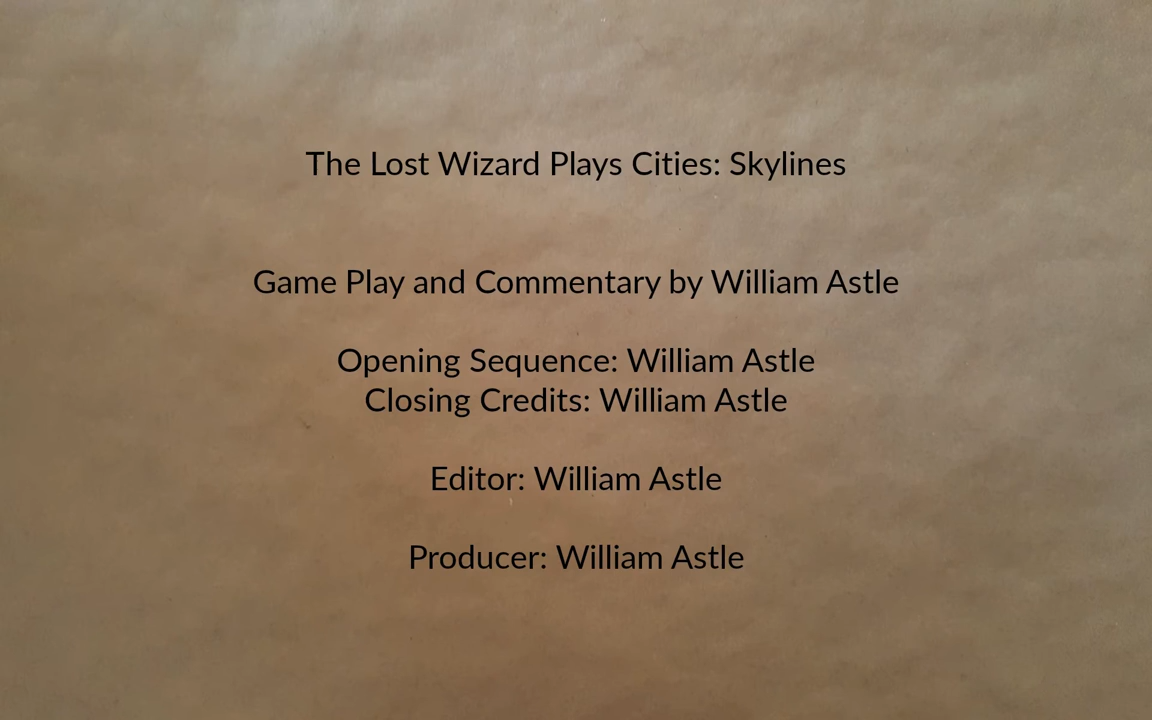 The Lost Wizard Plays Cities: Skylines
Game Play and Commentary by William Astle
Opening Sequence: William Astle
Closing Credits: William Astle
Editor: William Astle
Producer: William Astle